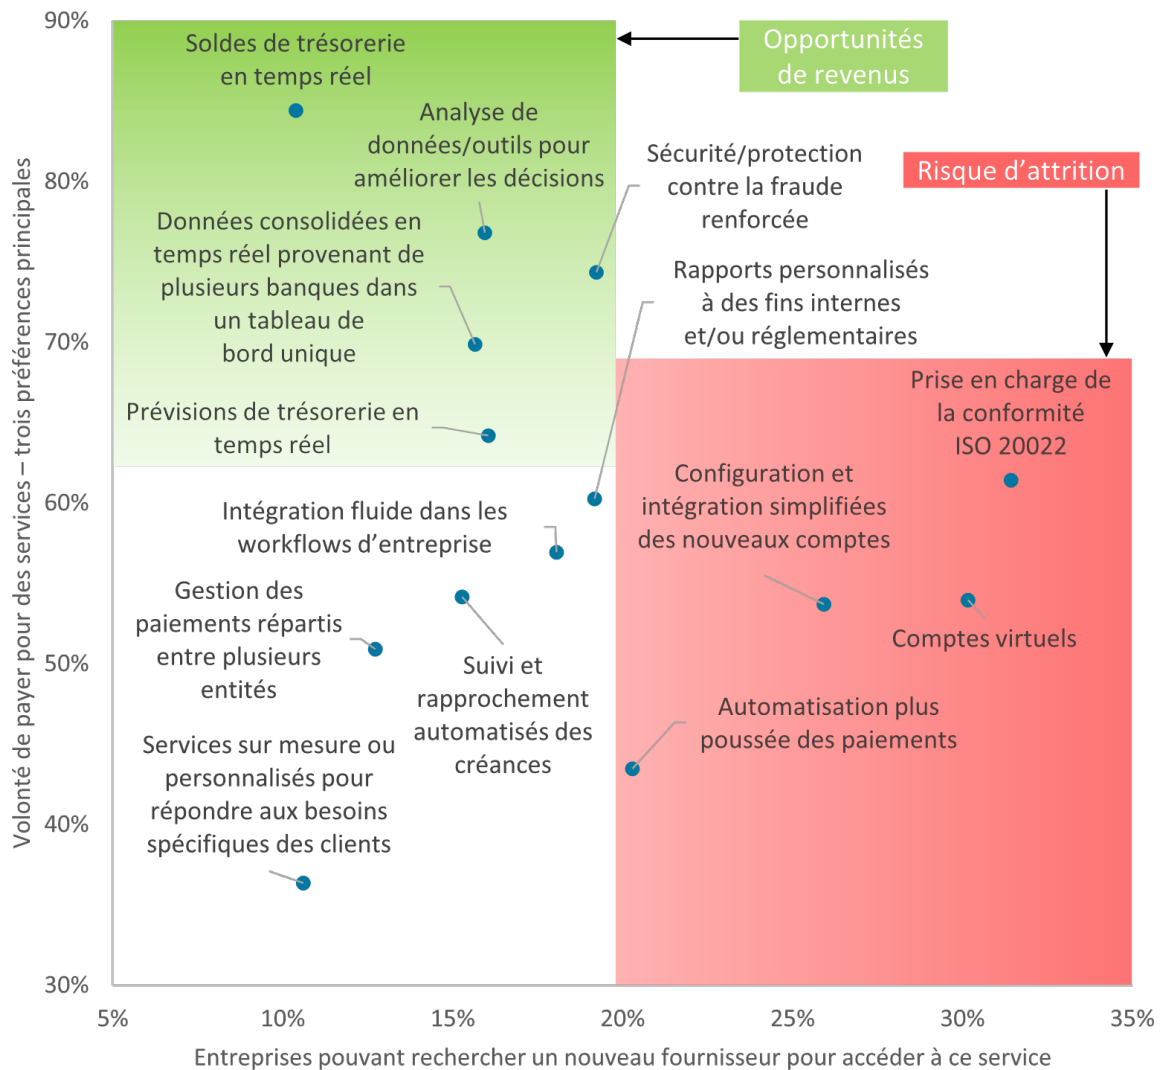 90%
Soldes de trésorerie
en temps réel
Opportunités
de revenus
Analyse de
données/outils pour
améliorer les décisions
Sécurité/protection
contre la fraude
renforcée
Risque d’attrition
80%
Données consolidées en
temps réel provenant de
plusieurs banques dans
un tableau de
bord unique
Rapports personnalisés
à des fins internes
et/ou réglementaires
70%
Prise en charge de
la conformité
ISO 20022
Prévisions de trésorerie en
temps réel
Configuration et
intégration simplifiées
des nouveaux comptes
60%
Intégration fluide dans les
workflows d’entreprise
Gestion des
paiements répartis
entre plusieurs
entités
Comptes virtuels
50%
Suivi et
rapprochement
automatisés des
créances
Automatisation plus
poussée des paiements
Services sur mesure ou
personnalisés pour
répondre aux besoins
spécifiques des clients
40%
30%
Volonté de payer pour des services – trois préférences principales
5%
10%
15%
20%
25%
30%
35%
Entreprises pouvant rechercher un nouveau fournisseur pour accéder à ce service